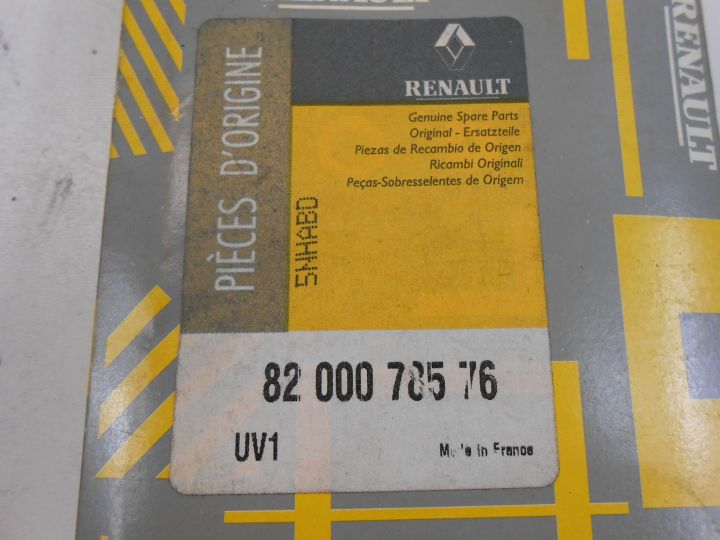 RENAULT
RENAULT
PIÈCES D'ORIGINE
RENAULT
Genuine Spare Parts
Original - Ersatzteile
Piezas de Recambio de Origen
Ricambi Originali
Peças-Sobresselentes de Origem
5MHABD
82 000 785 76
UV1
Made In France